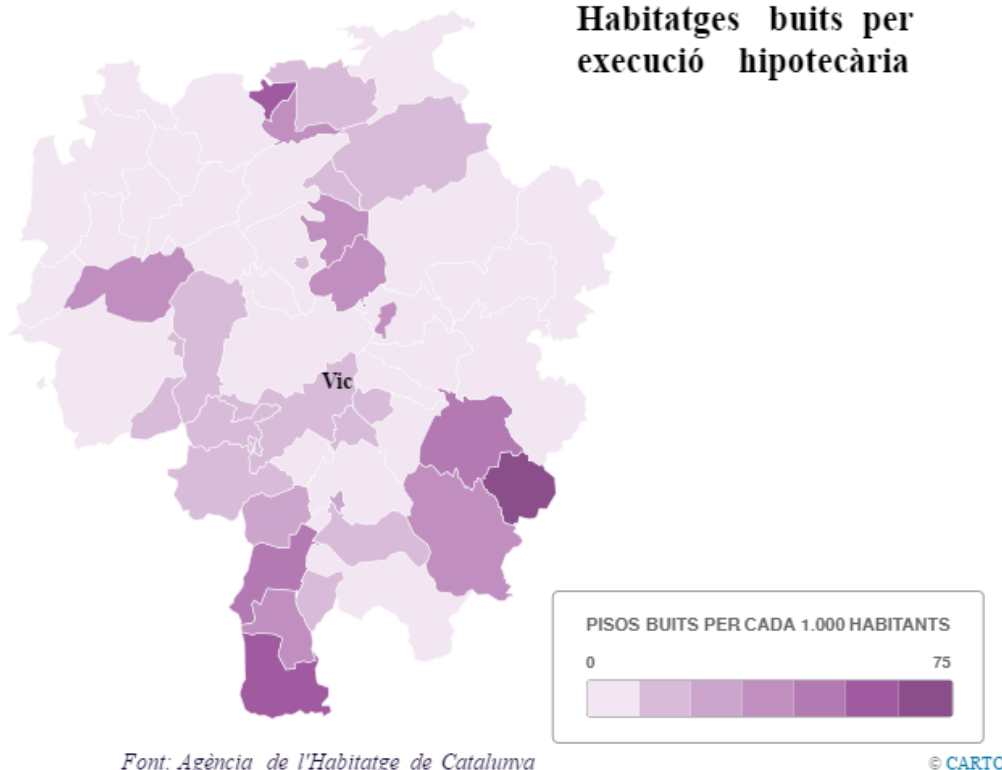 Habitatges buits per
execució hipotecària
Vic
PISOS BUITS PER CADA 1.000 HABITANTS
0 75
Font: Agència de l'Habitatge de Catalunya
© CARTO